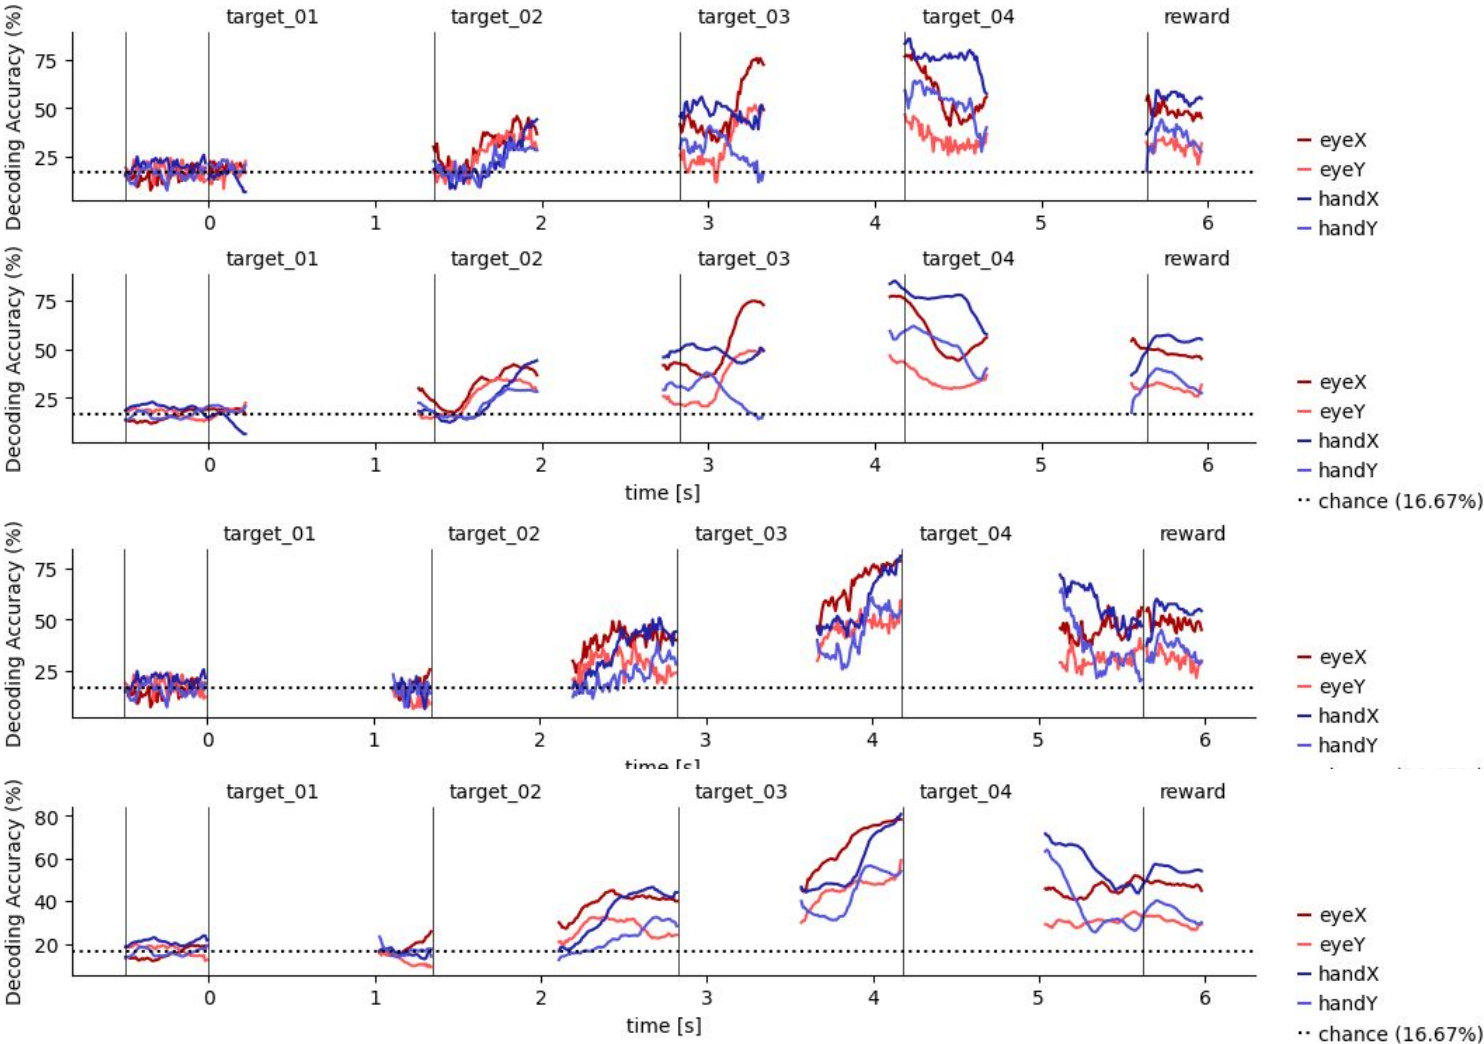 target_01 target_02 target_03 target_04 reward
Decoding Accuracy (%)
75
50
25
0 1 2 3 4 5 6
eyeX
eyeY
handX
handY
target_01 target_02 target_03 target_04 reward
Decoding Accuracy (%)
75
50
25
0 1 2 3 4 5 6
time [s]
eyeX
eyeY
handX
handY
chance (16.67%)
target_01 target_02 target_03 target_04 reward
Decoding Accuracy (%)
75
50
25
0 1 2 3 4 5 6
time [s]
eyeX
eyeY
handX
handY
target_01 target_02 target_03 target_04 reward
Decoding Accuracy (%)
80
60
40
20
0 1 2 3 4 5 6
time [s]
eyeX
eyeY
handX
handY
chance (16.67%)